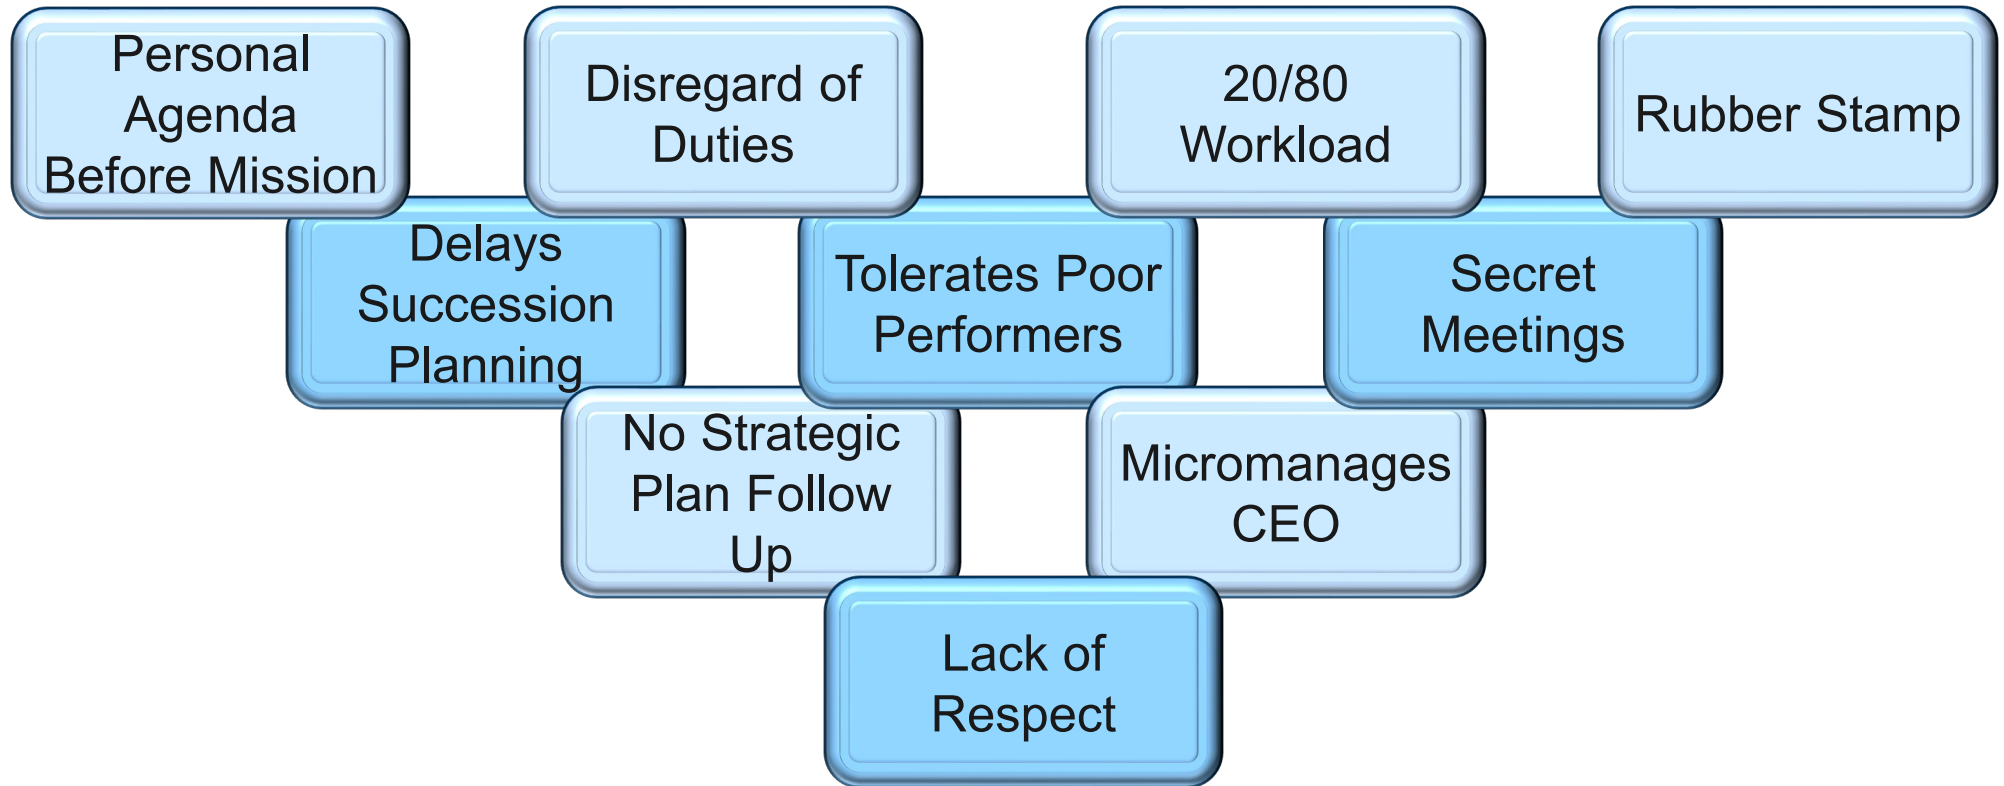 Personal
Agenda
Before Mission
Disregard of
Duties
20/80
Workload
Rubber Stamp
Delays
Succession
Planning
Tolerates Poor
Performers
Secret
Meetings
No Strategic
Plan Follow
Up
Micromanages
CEO
Lack of
Respect